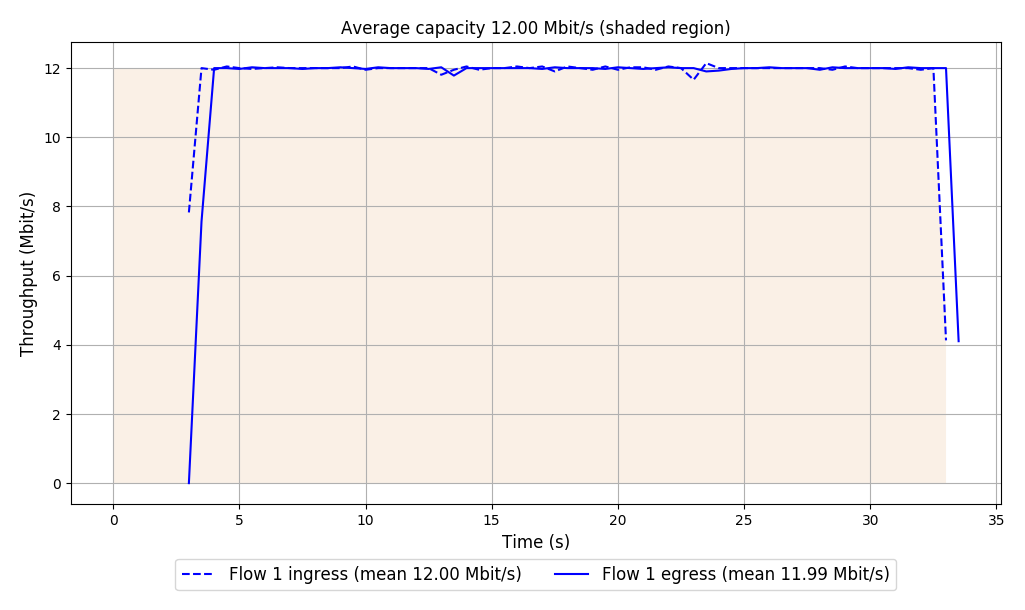 Average capacity 12.00 Mbit/s (shaded region)
12
10
8
6
4
2
0
Throughput (Mbit/s)
0 5 10 15 20 25 30 35
Time (s)
Flow 1 ingress (mean 12.00 Mbit/s) Flow 1 egress (mean 11.99 Mbit/s)